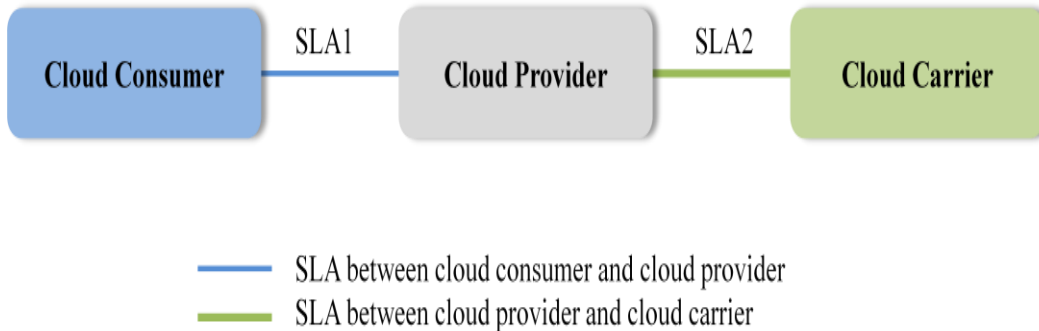 SLA1
SLA2
Cloud Consumer
Cloud Provider
Cloud Carrier
SLA between cloud consumer and cloud provider
SLA between cloud provider and cloud carrier